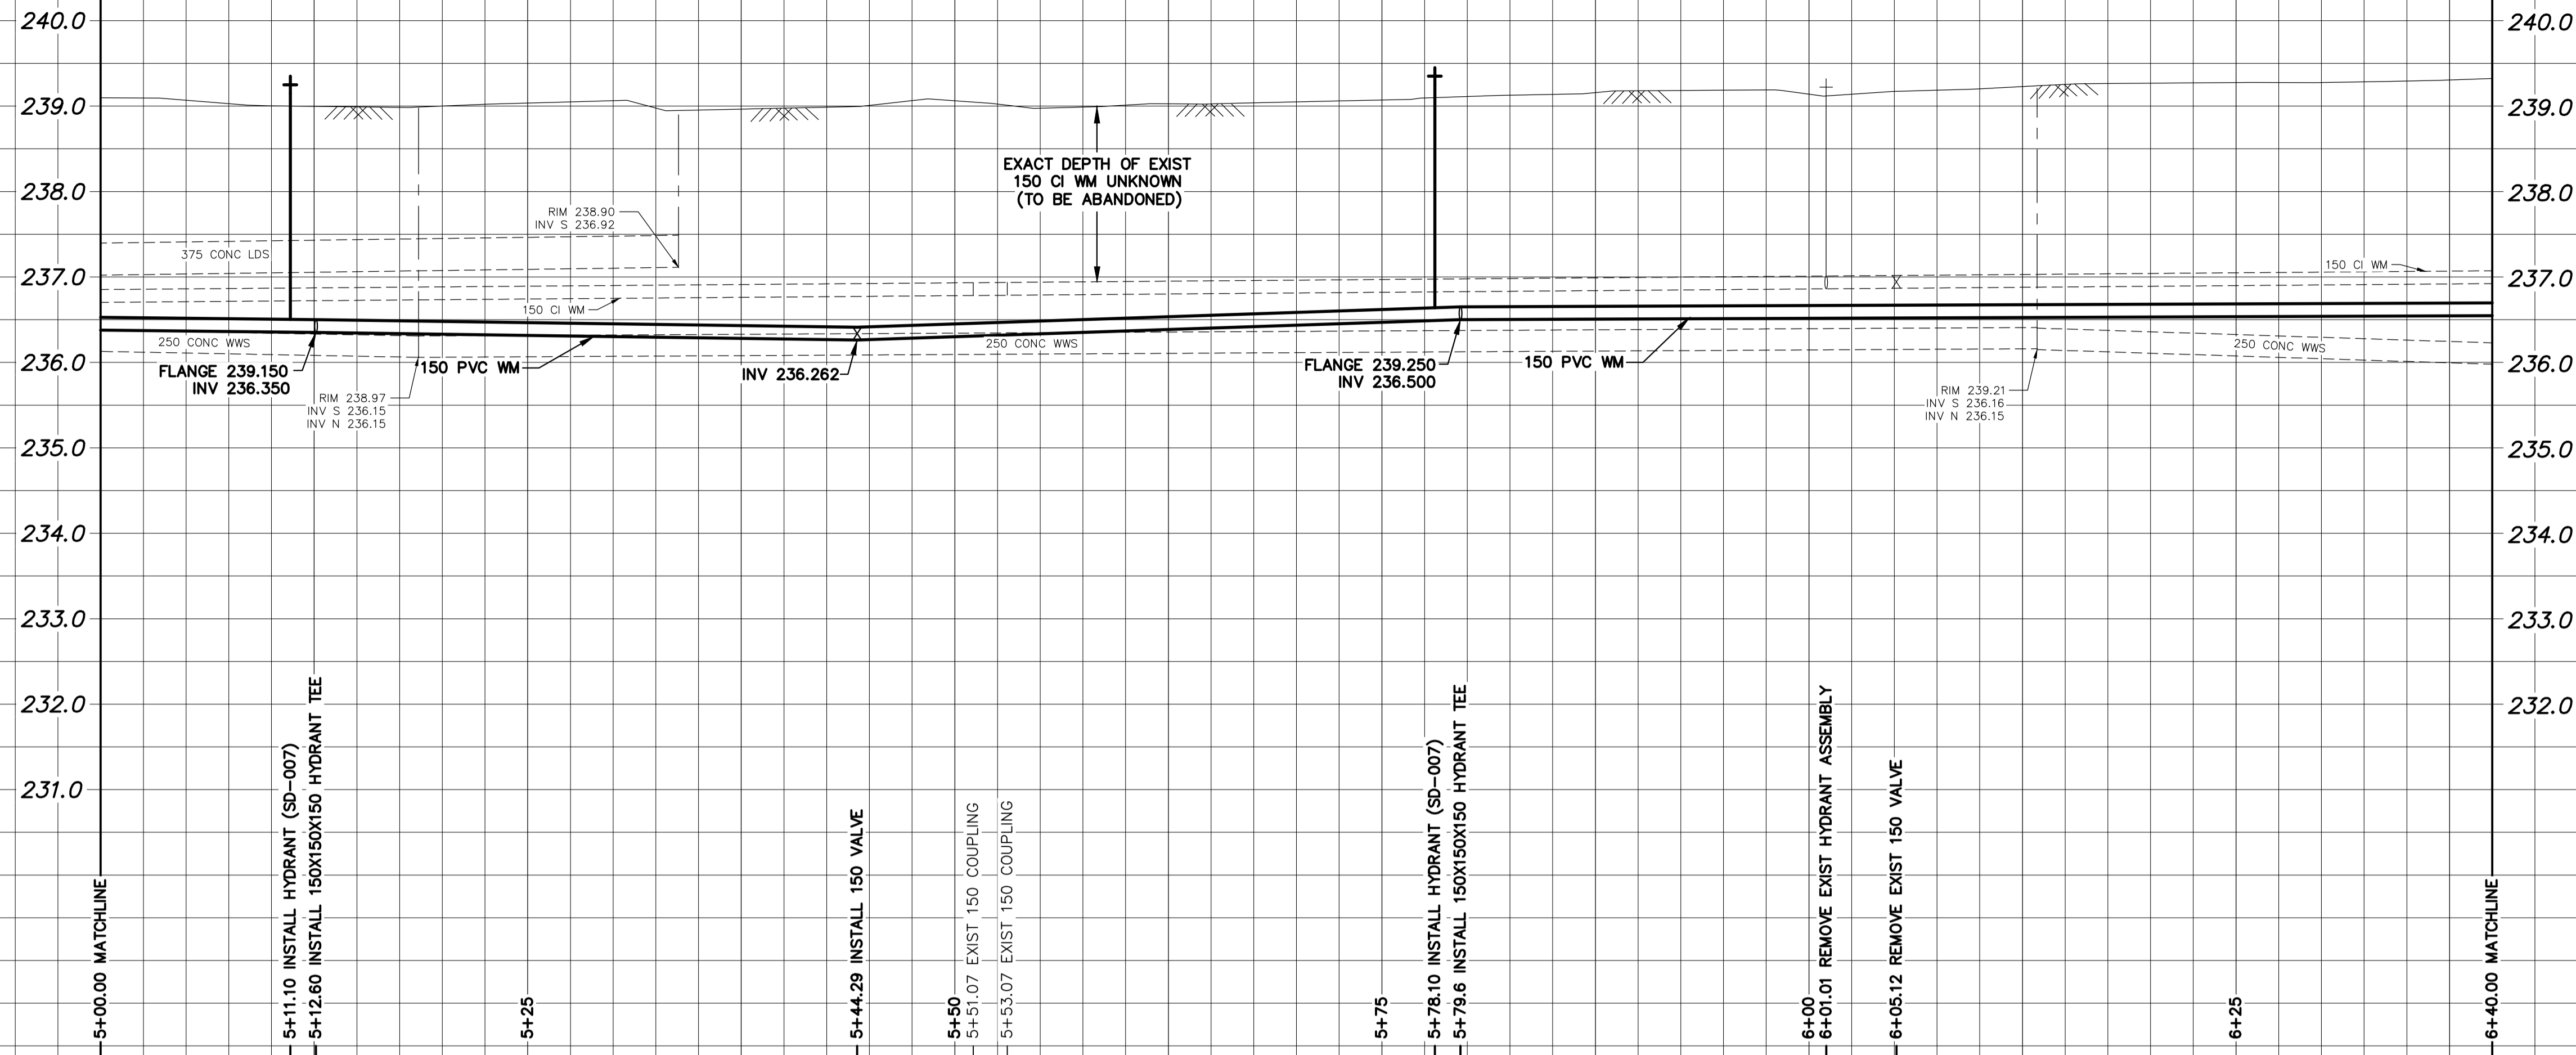 240.0
240.0
239.0
239.0
EXACT DEPTH OF EXIST
150 CI WM UNKNOWN
(TO BE ABANDONED)
238.0
238.0
RIM 238.90
INV S 236.92
375 CONC LDS
237.0
237.0
150 CI WM
150 CI WM
250 CONC WWS
250 CONC WWS
250 CONC WWS
236.0
236.0
FLANGE 239.150
INV 236.350
150 PVC WM
INV 236.262
FLANGE 239.250
INV 236.500
150 PVC WM
RIM 238.97
INV S 236.15
INV N 236.15
RIM 239.21
INV S 236.16
INV N 236.15
235.0
235.0
234.0
234.0
233.0
233.0
232.0
232.0
231.0
5+00.00 MATCHLINE
5+11.10 INSTALL HYDRANT (SD-007)
5+12.60 INSTALL 150X150X150 HYDRANT TEE
5+25
5+44.29 INSTALL 150 VALVE
5+50
5+51.07 EXIST 150 COUPLING
5+53.07 EXIST 150 COUPLING
5+75
5+78.10 INSTALL HYDRANT (SD-007)
5+79.6 INSTALL 150X150X150 HYDRANT TEE
6+00
6+01.01 REMOVE EXIST HYDRANT ASSEMBLY
6+05.12 REMOVE EXIST 150 VALVE
6+25
6+40.00 MATCHLINE